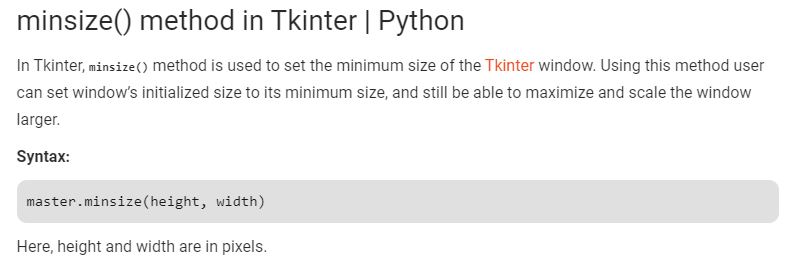 minsize() method in Tkinter | Python
In Tkinter, minsize() method is used to set the minimum size of the Tkinter window. Using this method user
can set window's initialized size to its minimum size, and still be able to maximize and scale the window
larger.
Syntax:
master.minsize(height, width)
Here, height and width are in pixels.